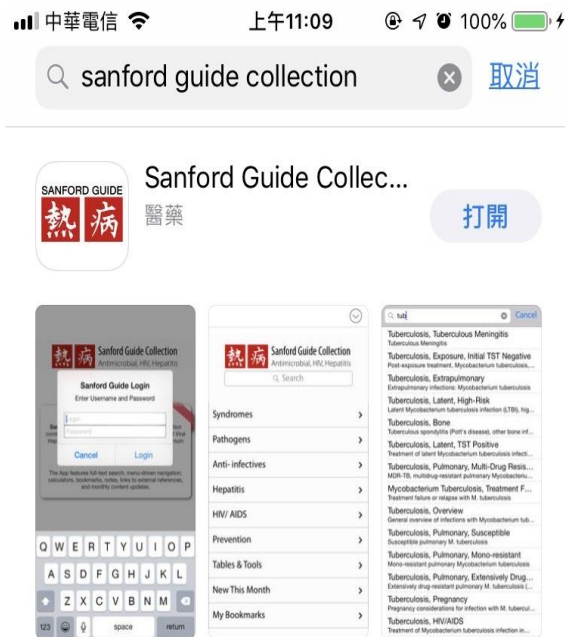 中華電信 上午11:09 100%
sanford guide collection 取消
SANFORD GUIDE
熱病
Sanford Guide Collec...
醫藥
打開
熱病 Sanford Guide Collection
Antimicrobial, HIV, Hepatitis
Sanford Guide Login
Enter Username and Password
Login
Password
Cancel Login
The App features full-text search, menu-driven navigation,
calculators, bookmarks, notes, links to external references,
and monthly content updates.
Q W E R T Y U I O P
A S D F G H J K L
Z X C V B N M
123 space return
熱病 Sanford Guide Collection
Antimicrobial, HIV, Hepatitis
Search
Syndromes
Pathogens
Anti- infectives
Hepatitis
HIV/ AIDS
Prevention
Tables & Tools
New This Month
My Bookmarks
tub Cancel
Tuberculosis, Tuberculous Meningitis
Tuberculous Meningitis
Tuberculosis, Exposure, Initial TST Negative
Post-exposure treatment, Mycobacterium tuberculosis,...
Tuberculosis, Extrapulmonary
Extrapulmonary infections: Mycobacterium tuberculosis
Tuberculosis, Latent, High-Risk
Latent Mycobacterium tuberculosis infection (LTBI), hig...
Tuberculosis, Bone
Tuberculous spondylitis (Pott's disease), other bone inf...
Tuberculosis, Latent, TST Positive
Treatment of latent Mycobacterium tuberculosis infecti...
Tuberculosis, Pulmonary, Multi-Drug Resis...
MDR-TB, multidrug-resistant pulmonary Mycobacteriu...
Mycobacterium Tuberculosis, Treatment F...
Treatment failure or relapse with M. tuberculosis
Tuberculosis, Overview
General overview of infections with Mycobacterium tub...
Tuberculosis, Pulmonary, Susceptible
Susceptible pulmonary M. tuberculosis
Tuberculosis, Pulmonary, Mono-resistant
Mono-resistant pulmonary Mycobacterium tuberculosis
Tuberculosis, Pulmonary, Extensively Drug...
Extensively drug-resistant pulmonary M. tuberculosis (...
Tuberculosis, Pregnancy
Pregnancy considerations for infection with M. tubercul...
Tuberculosis, HIV/AIDS
Treatment of Mycobacterium tuberculosis infection in...